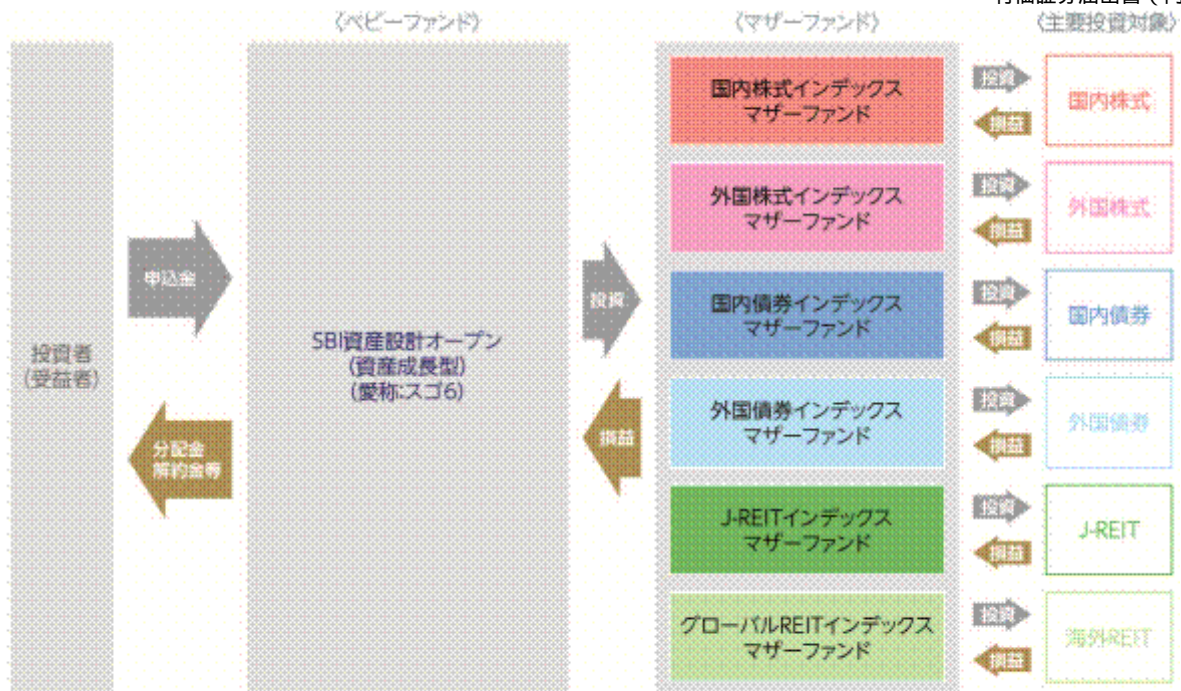 有価証券届出書
〈ベビーファンド〉
〈マザーファンド〉
〈主要投資対象〉
投資者
(受益者)
申込金
分配金
解約金等
SBI資産設計オープン
(資産成長型)
(愛称:スゴ6)
投資
損益
国内株式インデックス
マザーファンド
投資
損益
国内株式
外国株式インデックス
マザーファンド
投資
損益
外国株式
国内債券インデックス
マザーファンド
投資
損益
国内債券
外国債券インデックス
マザーファンド
投資
損益
外国債券
J-REITインデックス
マザーファンド
投資
損益
J-REIT
グローバルREITインデックス
マザーファンド
投資
損益
海外REIT